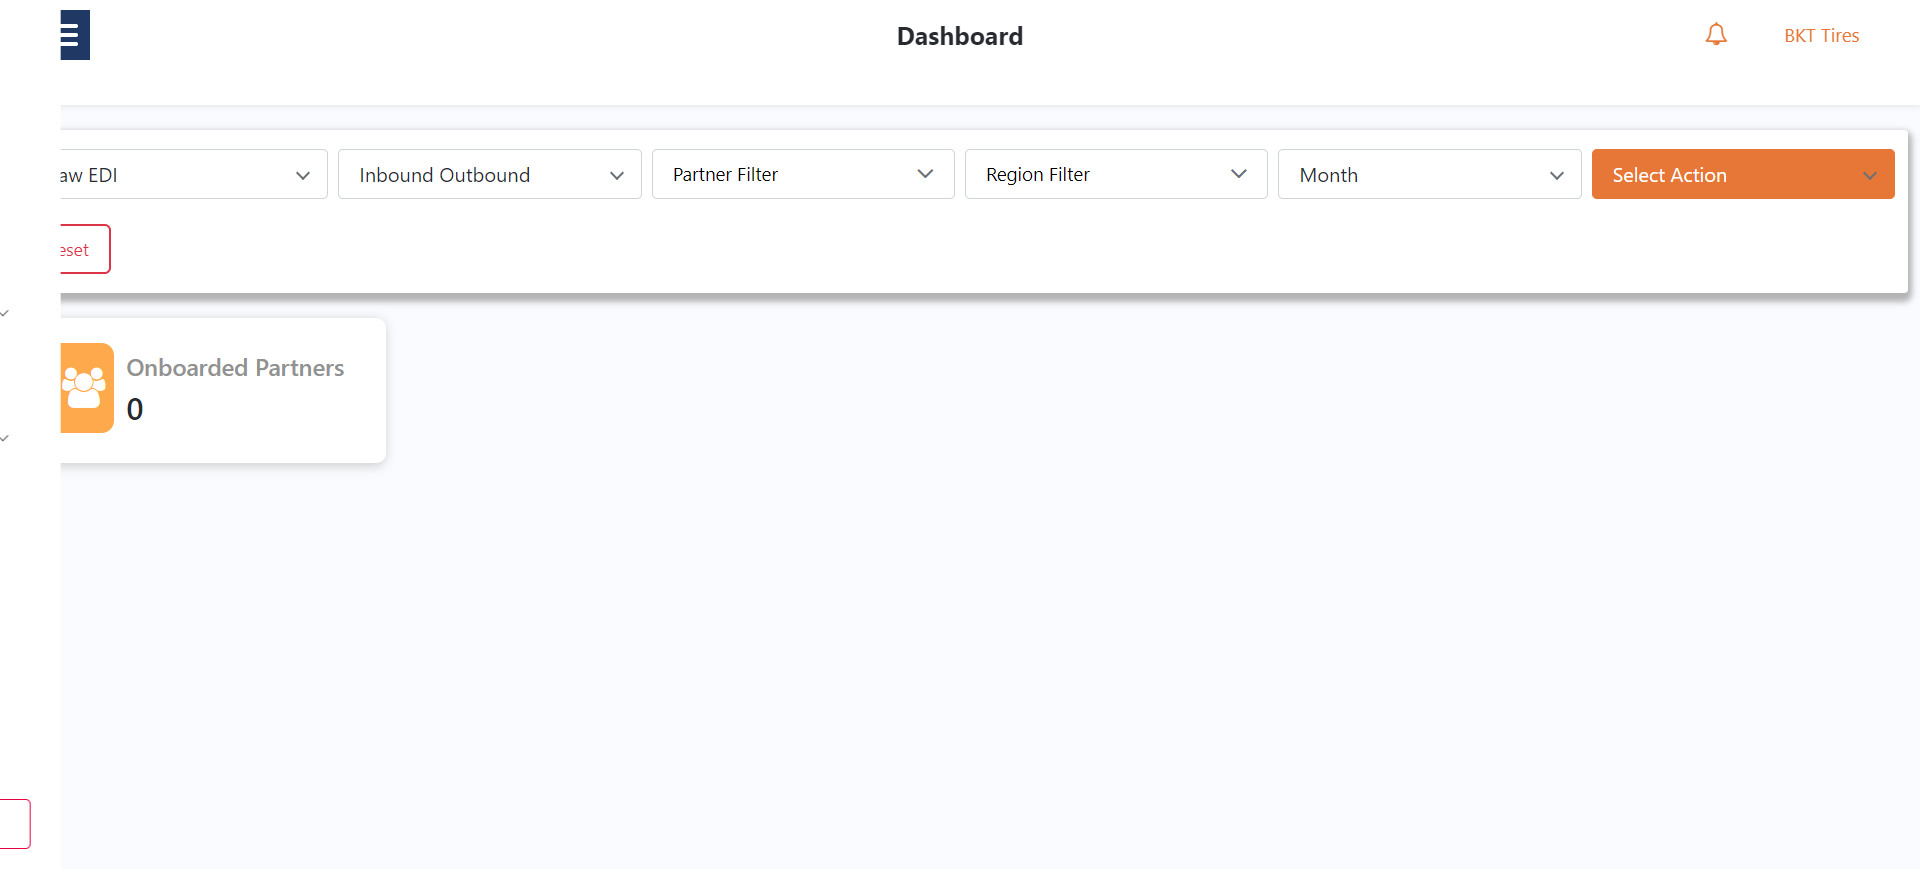 Dashboard
BKT Tires
aw EDI
Inbound Outbound
Partner Filter
Region Filter
Month
Select Action
eset
Onboarded Partners
0